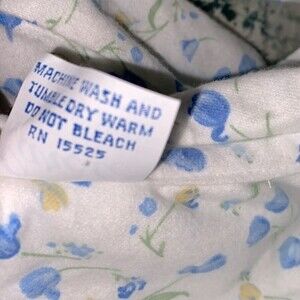 MACHINE WASH AND
TUMBLE DRY WARM
DO NOT BLEACH
RN 15525